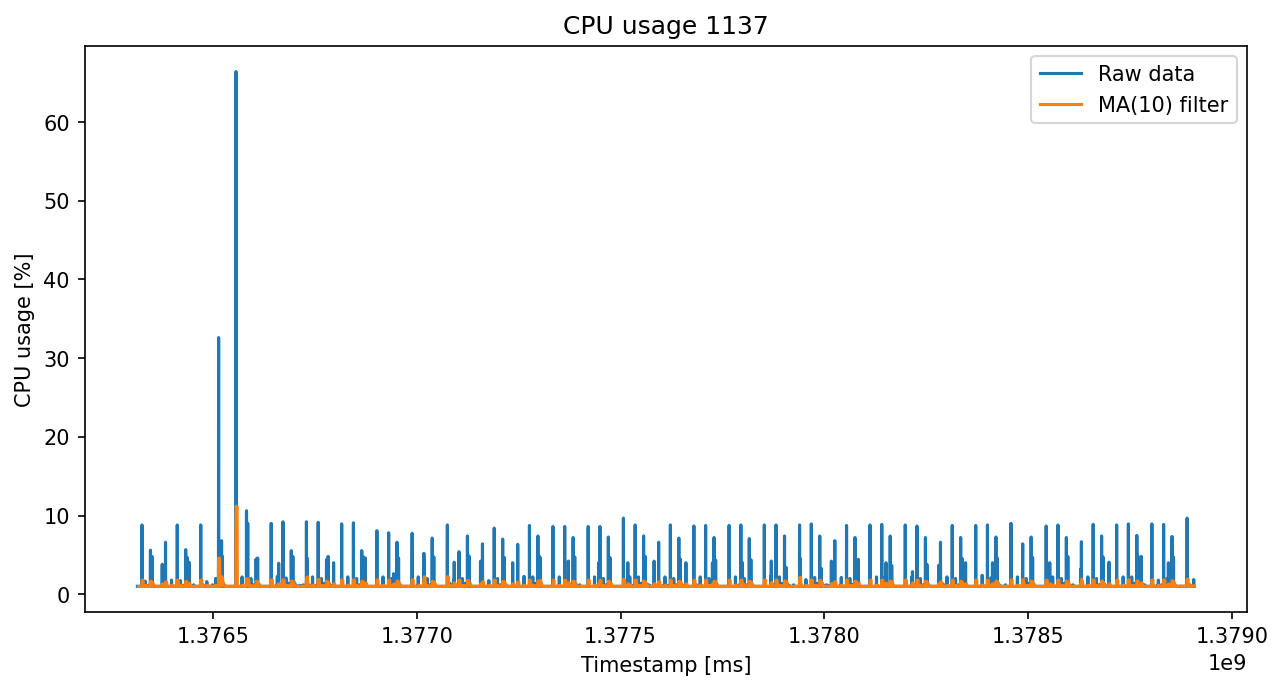 CPU usage 1137
Raw data
MA(10) filter
CPU usage [%]
60
50
40
30
20
10
0
1.3765 1.3770 1.3775 1.3780 1.3785 1.3790
1e9
Timestamp [ms]